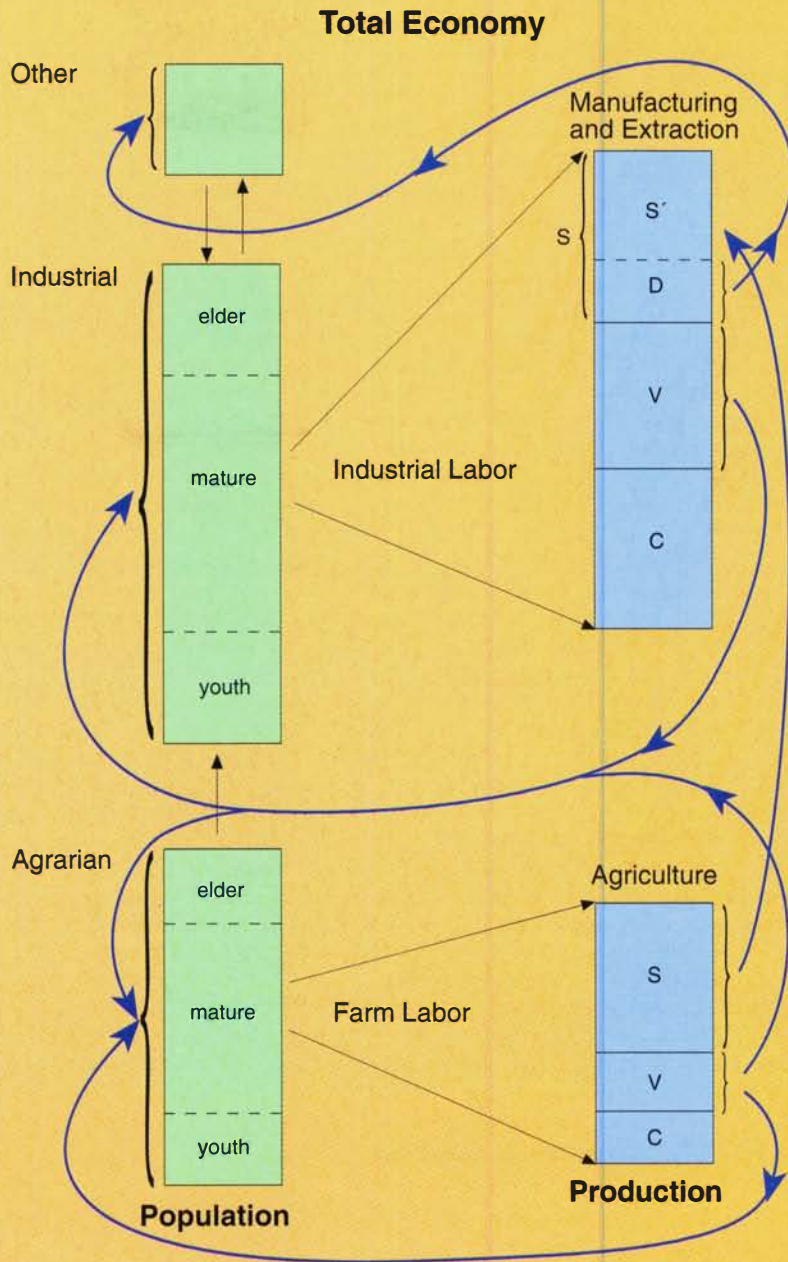 Total Economy
Other
Manufacturing
and Extraction
S´
S
D
Industrial
elder
V
mature
Industrial Labor
C
youth
Agrarian
elder
Agriculture
S
mature
Farm Labor
V
youth
C
Population
Production